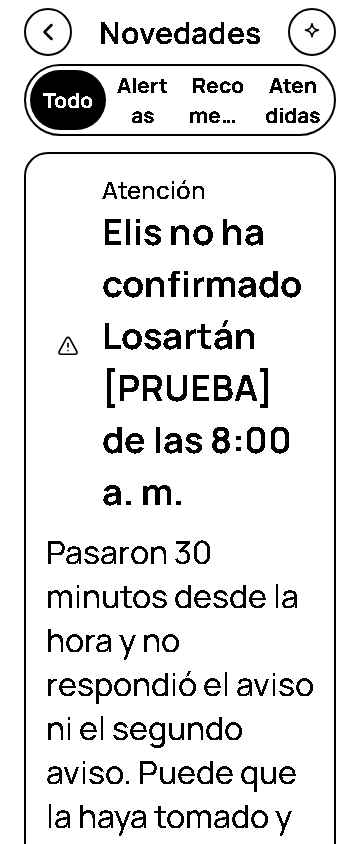 Novedades
Todo
Alert
as
Reco
me...
Aten
didas
Atención
Elis no ha
confirmado
Losartán
[PRUEBA]
de las 8:00
a. m.
Pasaron 30
minutos desde la
hora y no
respondió el aviso
ni el segundo
aviso. Puede que
la haya tomado y